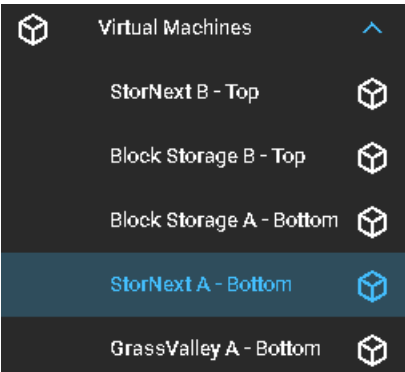 Virtual Machines
StorNext B - Top
Block Storage B - Top
Block Storage A - Bottom
StorNext A - Bottom
GrassValley A - Bottom